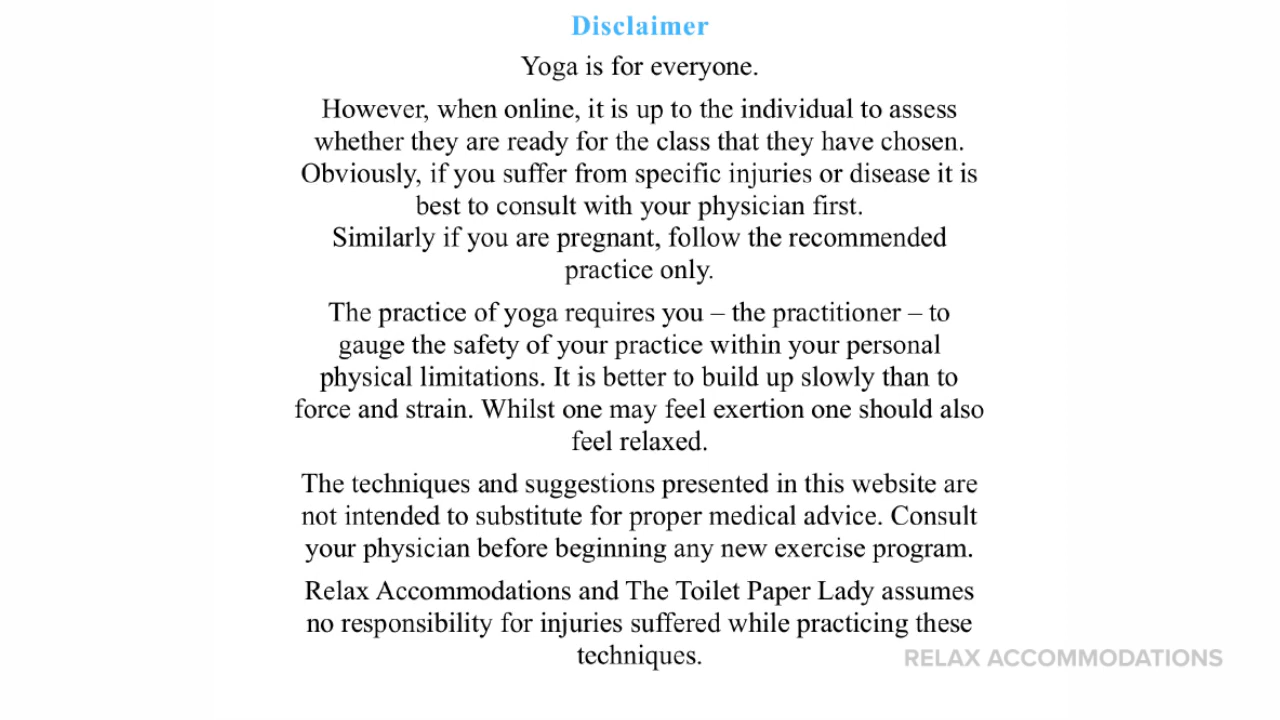 Disclaimer
Yoga is for everyone.
However, when online, it is up to the individual to assess
whether they are ready for the class that they have chosen.
Obviously, if you suffer from specific injuries or disease it is
best to consult with your physician first.
Similarly if you are pregnant, follow the recommended
practice only.
The practice of yoga requires you – the practitioner – to
gauge the safety of your practice within your personal
physical limitations. It is better to build up slowly than to
force and strain. Whilst one may feel exertion one should also
feel relaxed.
The techniques and suggestions presented in this website are
not intended to substitute for proper medical advice. Consult
your physician before beginning any new exercise program.
Relax Accommodations and The Toilet Paper Lady assumes
no responsibility for injuries suffered while practicing these
techniques.
RELAX ACCOMMODATIONS